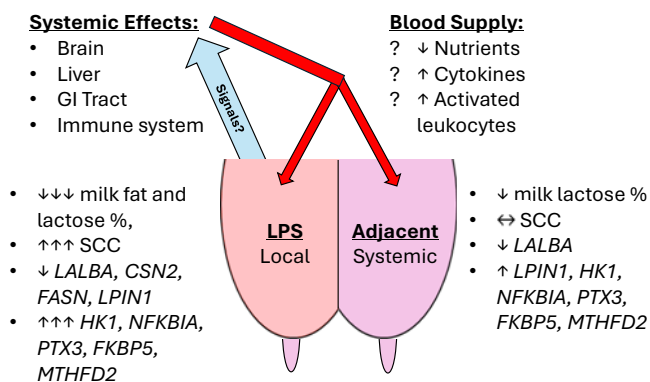 Systemic Effects:
• Brain
• Liver
• GI Tract
• Immune system
Signals?
Blood Supply:
? ↓ Nutrients
? ↑ Cytokines
? ↑ Activated
leukocytes
• ↓↓↓ milk fat and
lactose %,
• ↑↑↑ SCC
• ↓ LALBA, CSN2,
FASN, LPIN1
• ↑↑↑ HK1, NFKBIA,
PTX3, FKBP5,
MTHFD2
LPS
Local
Adjacent
Systemic
• ↓ milk lactose %
• ↔ SCC
• ↓ LALBA
• ↑ LPIN1, HK1,
NFKBIA, PTX3,
FKBP5, MTHFD2